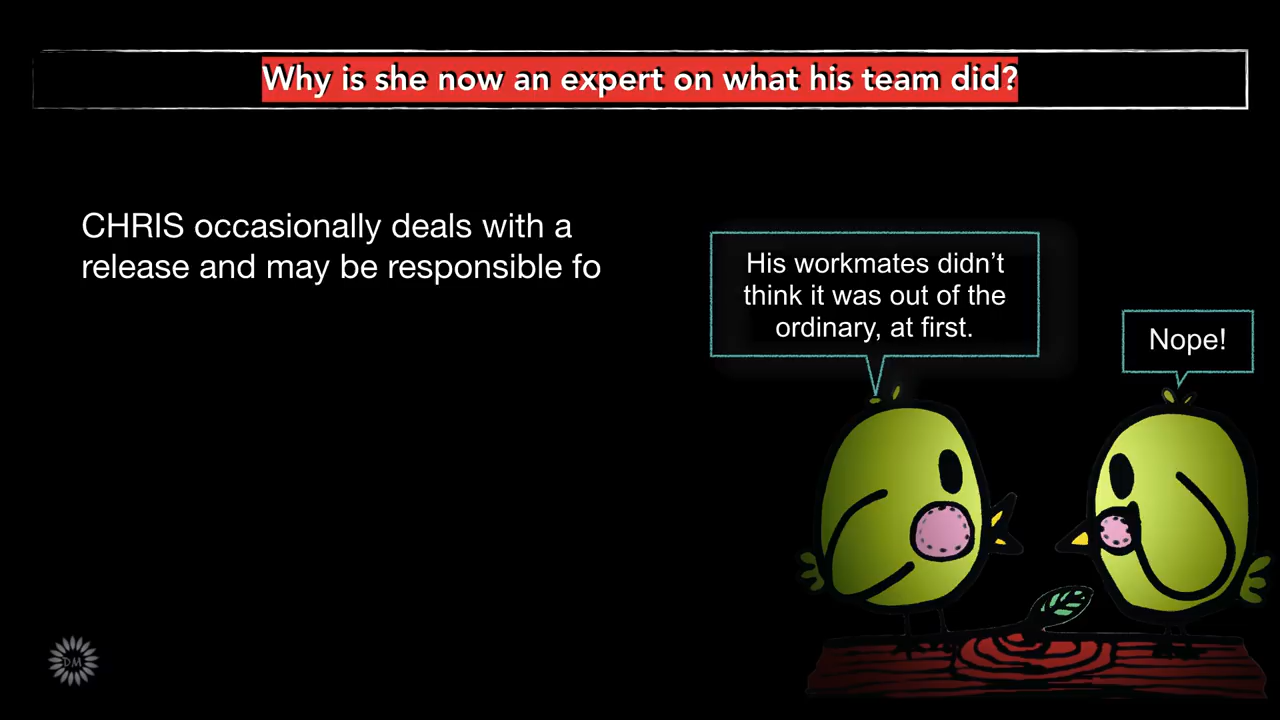 Why is she now an expert on what his team did?
CHRIS occasionally deals with a
release and may be responsible fo
His workmates didn’t
think it was out of the
ordinary, at first.
Nope!
DM